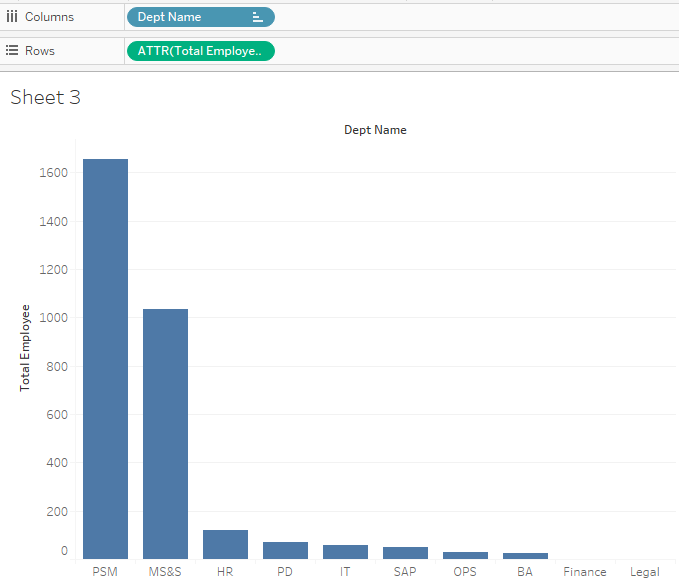 Columns
Dept Name
Rows
ATTR(Total Employe..
Sheet 3
Dept Name
1600
1400
1200
1000
800
600
400
200
0
Total Employee
PSM MS&S HR PD IT SAP OPS BA Finance Legal